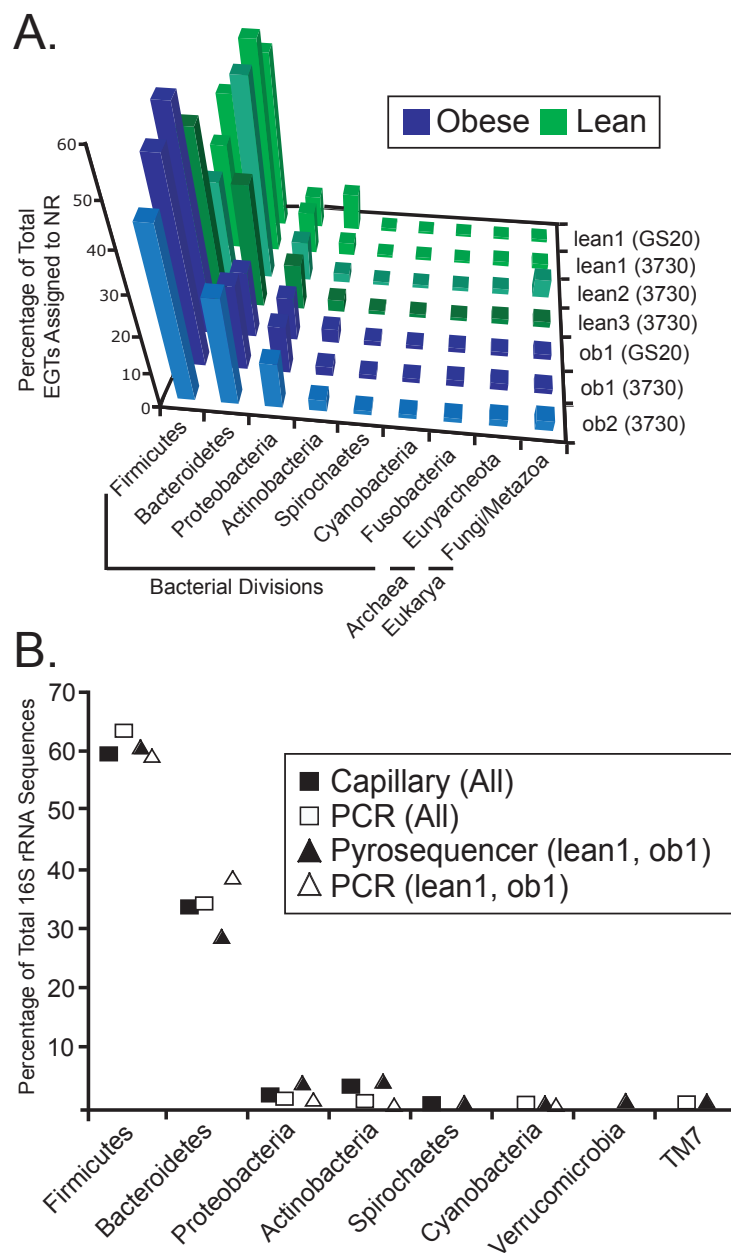 A.
Obese Lean
Percentage of Total
EGTs Assigned to NR
60
50
40
30
20
10
0
lean1 (GS20)
lean1 (3730)
lean2 (3730)
lean3 (3730)
ob1 (GS20)
ob1 (3730)
ob2 (3730)
Firmicutes
Bacteroidetes
Proteobacteria
Actinobacteria
Spirochaetes
Cyanobacteria
Fusobacteria
Euryarcheota
Fungi/Metazoa
Bacterial Divisions
Archaea
Eukarya
B.
Percentage of Total 16S rRNA Sequences
70
60
50
40
30
20
10
Capillary (All)
PCR (All)
Pyrosequencer (lean1, ob1)
PCR (lean1, ob1)
Firmicutes
Bacteroidetes
Proteobacteria
Actinobacteria
Spirochaetes
Cyanobacteria
Verrucomicrobia
TM7